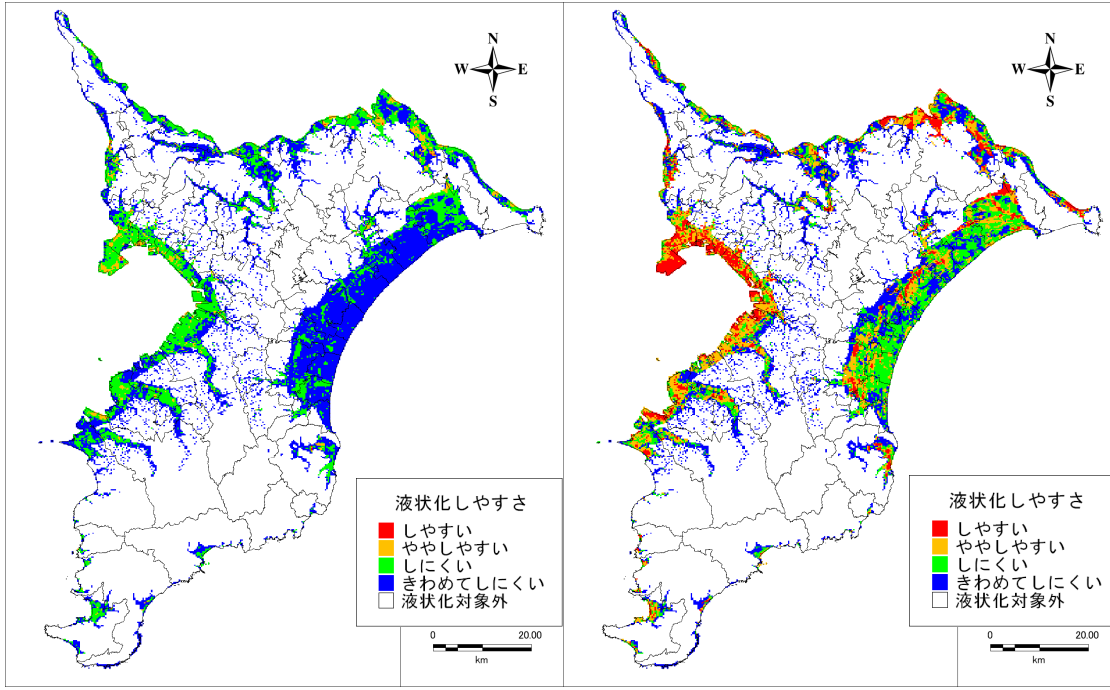 N
W E
S
液状化しやすさ
しやすい
ややしやすい
しにくい
きわめてしにくい
液状化対象外
0 20.00
km
N
W E
S
液状化しやすさ
しやすい
ややしやすい
しにくい
きわめてしにくい
液状化対象外
0 20.00
km